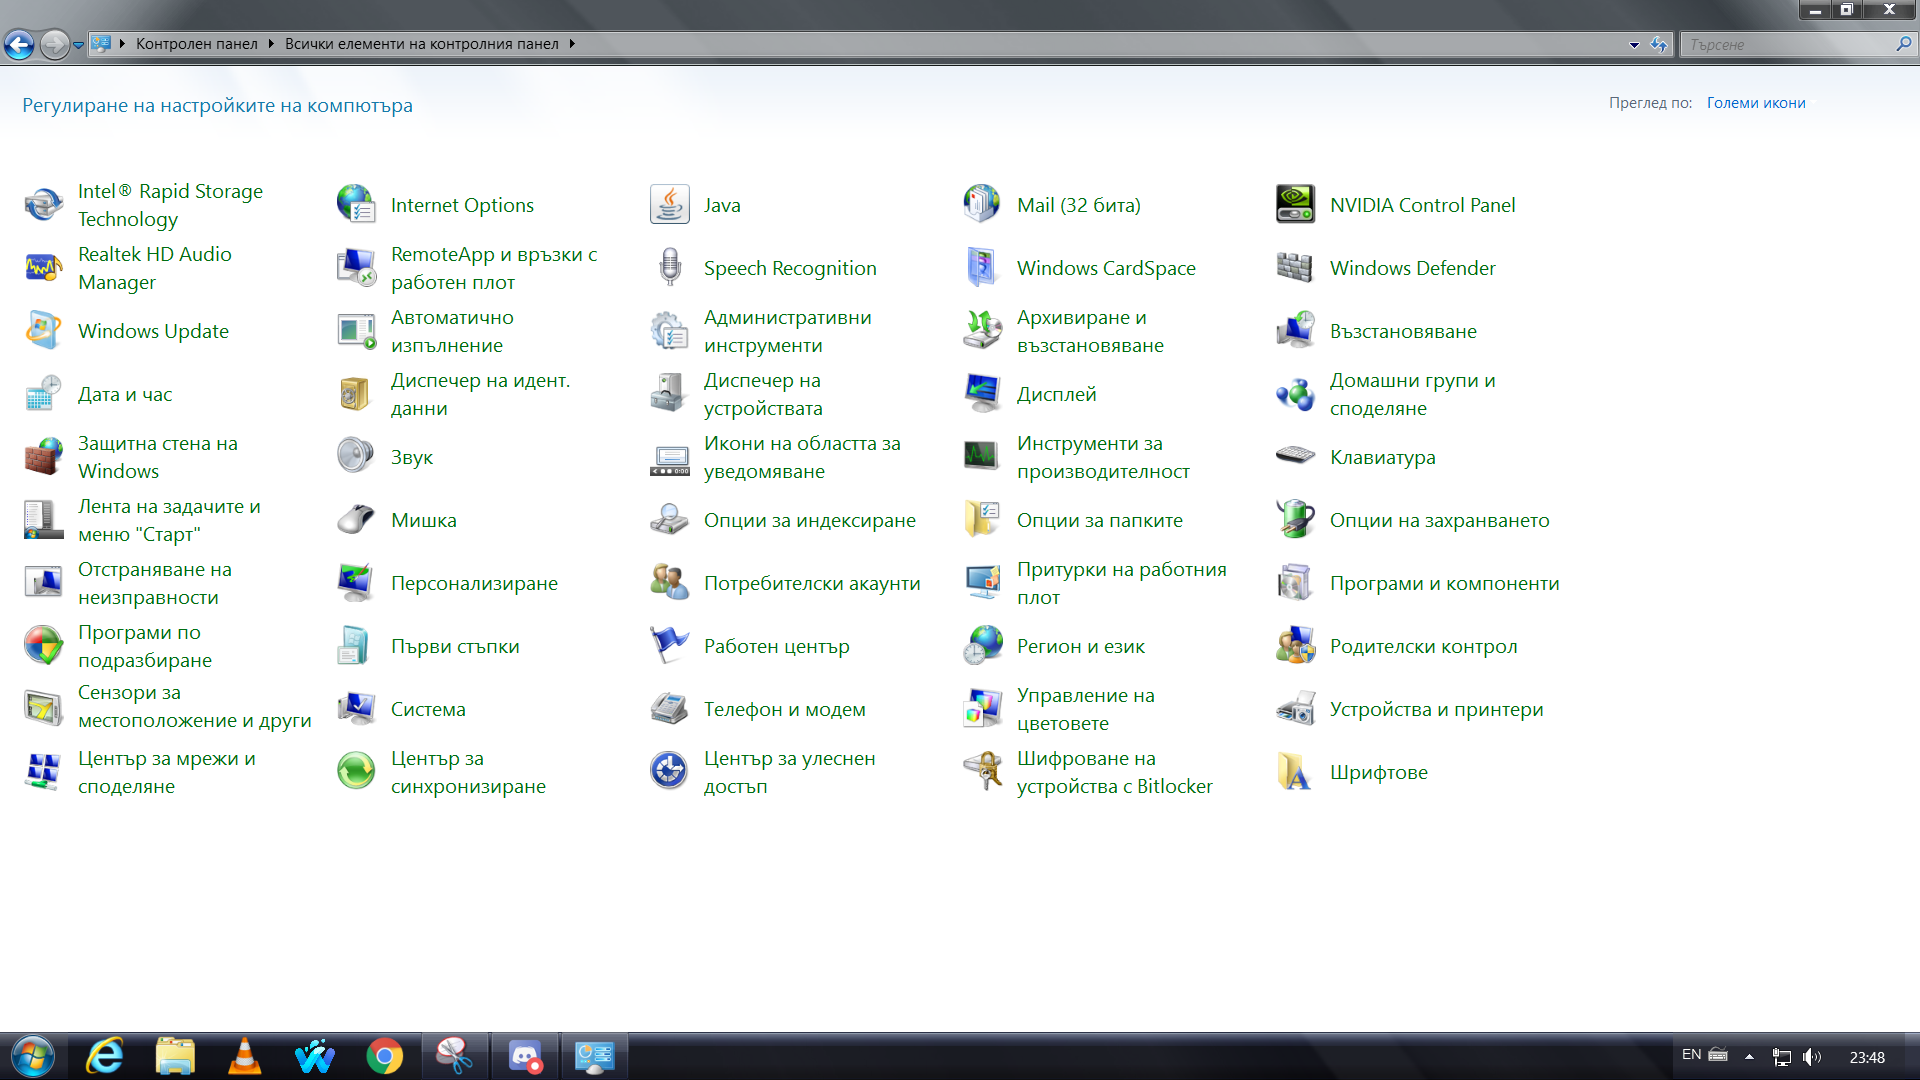 Контролен панел
Всички елементи на контролния панел
Търсене
Регулиране на настройките на компютъра
Преглед по: Големи икони
Intel® Rapid Storage
Technology
Internet Options
Java
Mail (32 бита)
NVIDIA Control Panel
Realtek HD Audio
Manager
RemoteApp и връзки с
работен плот
Speech Recognition
Windows CardSpace
Windows Defender
Windows Update
Автоматично
изпълнение
Административни
инструменти
Архивиране и
възстановяване
Възстановяване
Дата и час
Диспечер на идент.
данни
Диспечер на
устройствата
Дисплей
Домашни групи и
споделяне
Защитна стена на
Windows
Звук
Икони на областта за
уведомяване
Инструменти за
производителност
Клавиатура
Лента на задачите и
меню "Старт"
Мишка
Опции за индексиране
Опции за папките
Опции на захранването
Отстраняване на
неизправности
Персонализиране
Потребителски акаунти
Притурки на работния
плот
Програми и компоненти
Програми по
подразбиране
Първи стъпки
Работен център
Регион и език
Родителски контрол
Сензори за
местоположение и други
Система
Телефон и модем
Управление на
цветовете
Устройства и принтери
Център за мрежи и
споделяне
Център за
синхронизиране
Център за улеснен
достъп
Шифроване на
устройства с Bitlocker
Шрифтове
EN
23:48